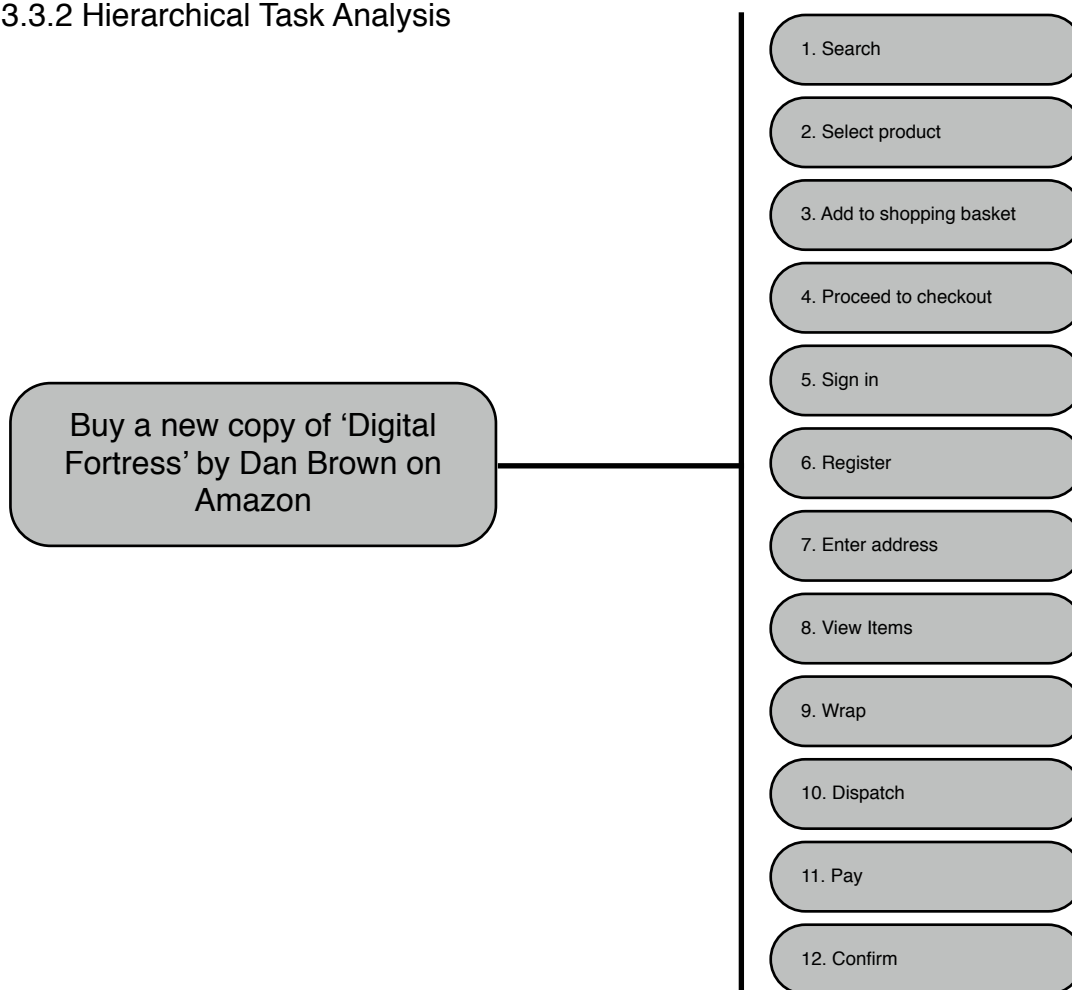 3.3.2 Hierarchical Task Analysis
Buy a new copy of ‘Digital
Fortress’ by Dan Brown on
Amazon
1. Search
2. Select product
3. Add to shopping basket
4. Proceed to checkout
5. Sign in
6. Register
7. Enter address
8. View Items
9. Wrap
10. Dispatch
11. Pay
12. Confirm